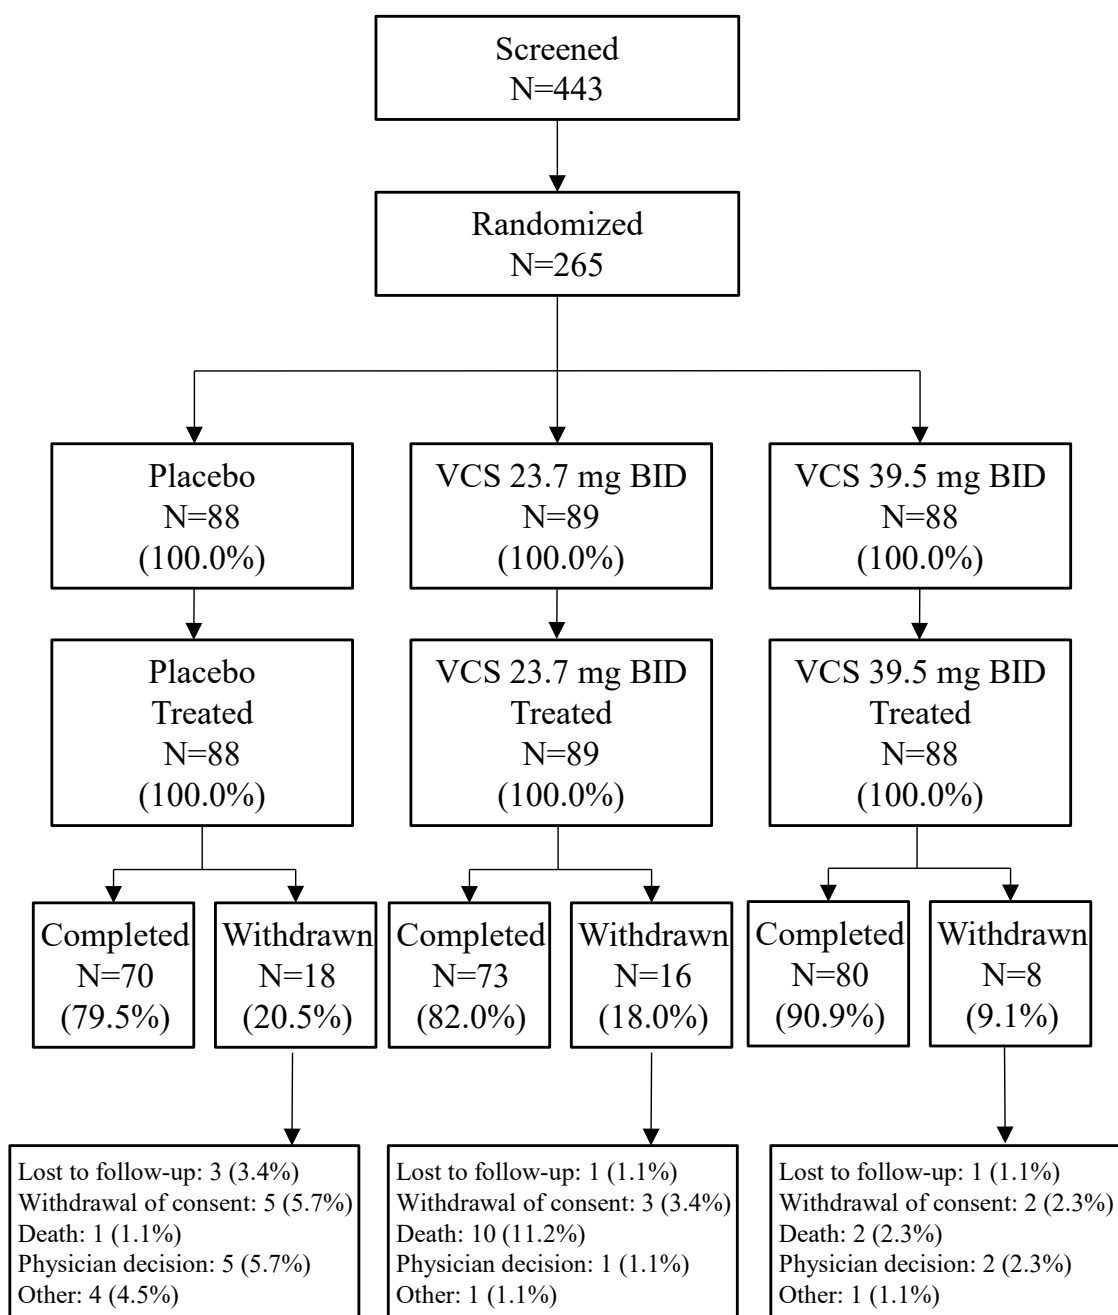 Screened
N=443
Randomized
N=265
Placebo
N=88
(100.0%)
VCS 23.7 mg BID
N=89
(100.0%)
VCS 39.5 mg BID
N=88
(100.0%)
Placebo
Treated
N=88
(100.0%)
VCS 23.7 mg BID
Treated
N=89
(100.0%)
VCS 39.5 mg BID
Treated
N=88
(100.0%)
Completed
N=70
(79.5%)
Withdrawn
N=18
(20.5%)
Completed
N=73
(82.0%)
Withdrawn
N=16
(18.0%)
Completed
N=80
(90.9%)
Withdrawn
N=8
(9.1%)
Lost to follow-up: 3 (3.4%)
Withdrawal of consent: 5 (5.7%)
Death: 1 (1.1%)
Physician decision: 5 (5.7%)
Other: 4 (4.5%)
Lost to follow-up: 1 (1.1%)
Withdrawal of consent: 3 (3.4%)
Death: 10 (11.2%)
Physician decision: 1 (1.1%)
Other: 1 (1.1%)
Lost to follow-up: 1 (1.1%)
Withdrawal of consent: 2 (2.3%)
Death: 2 (2.3%)
Physician decision: 2 (2.3%)
Other: 1 (1.1%)